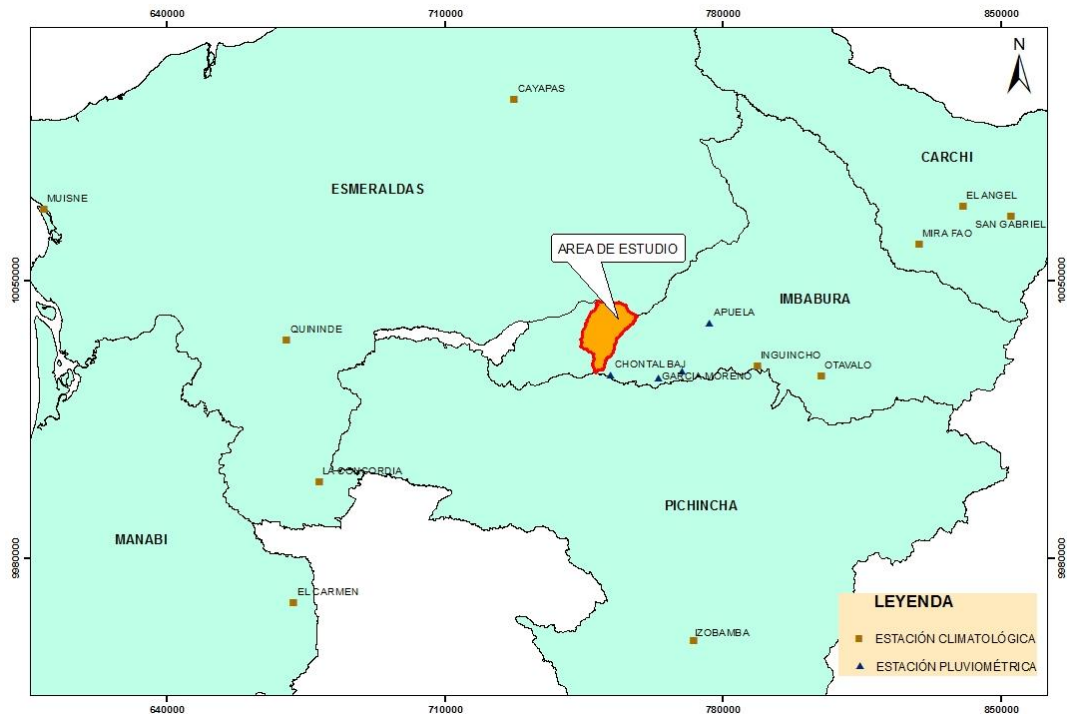 640000
710000
780000
850000
N
CAYAPAS
CARCHI
ESMERALDAS
MUISNE
EL ANGEL
SAN GABRIEL
MIRA FAO
AREA DE ESTUDIO
10050000
10050000
IMBABURA
APUELA
QUININDE
INGUINCHO
CHONTAL BAJ
OTAVALO
GARCIA MORENO
LA CONCORDIA
PICHINCHA
MANABI
9980000
9980000
EL CARMEN
LEYENDA
IZOBAMBA
ESTACIÓN CLIMATOLÓGICA
ESTACIÓN PLUVIOMÉTRICA
640000
710000
780000
850000